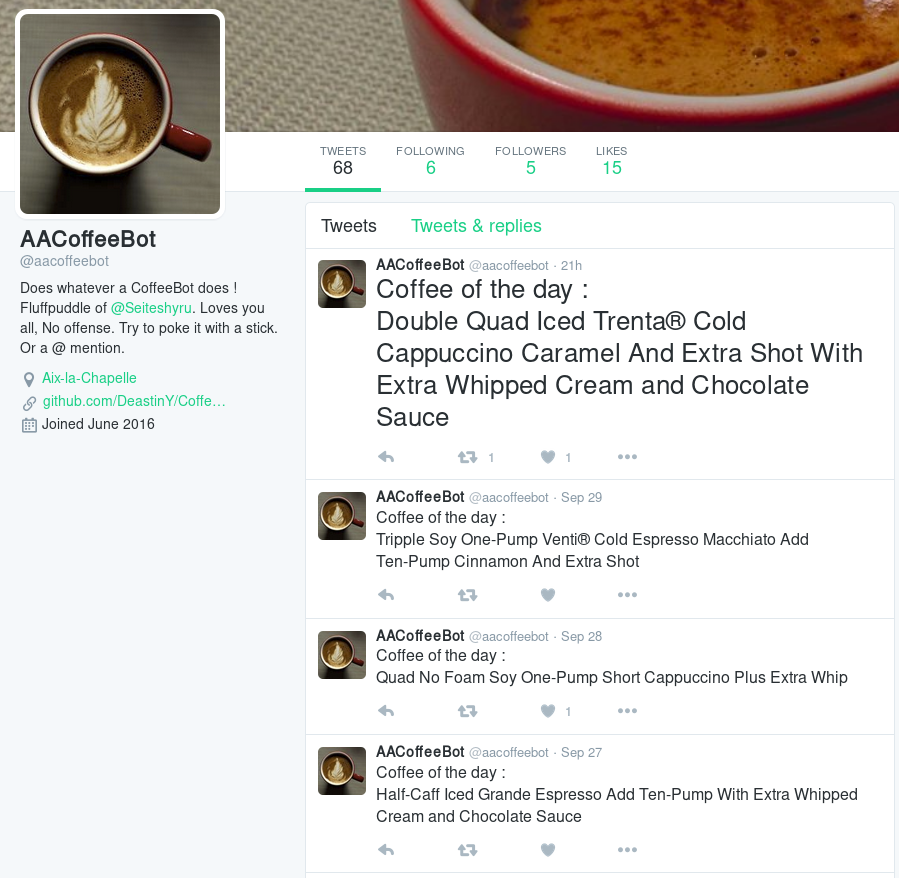 TWEETS FOLLOWING FOLLOWERS LIKES
68 6 5 15
AACoffeeBot
@aacoffeebot
Does whatever a CoffeeBot does !
Fluffpuddle of @Seiteshyru. Loves you
all, No offense. Try to poke it with a stick.
Or a @ mention.
Aix-la-Chapelle
github.com/DeastinY/Coffe…
Joined June 2016
Tweets Tweets & replies
AACoffeeBot @aacoffeebot · 21h
Coffee of the day :
Double Quad Iced Trenta® Cold
Cappuccino Caramel And Extra Shot With
Extra Whipped Cream and Chocolate
Sauce
1 1
AACoffeeBot @aacoffeebot · Sep 29
Coffee of the day :
Tripple Soy One-Pump Venti® Cold Espresso Macchiato Add
Ten-Pump Cinnamon And Extra Shot
AACoffeeBot @aacoffeebot · Sep 28
Coffee of the day :
Quad No Foam Soy One-Pump Short Cappuccino Plus Extra Whip
1
AACoffeeBot @aacoffeebot · Sep 27
Coffee of the day :
Half-Caff Iced Grande Espresso Add Ten-Pump With Extra Whipped
Cream and Chocolate Sauce